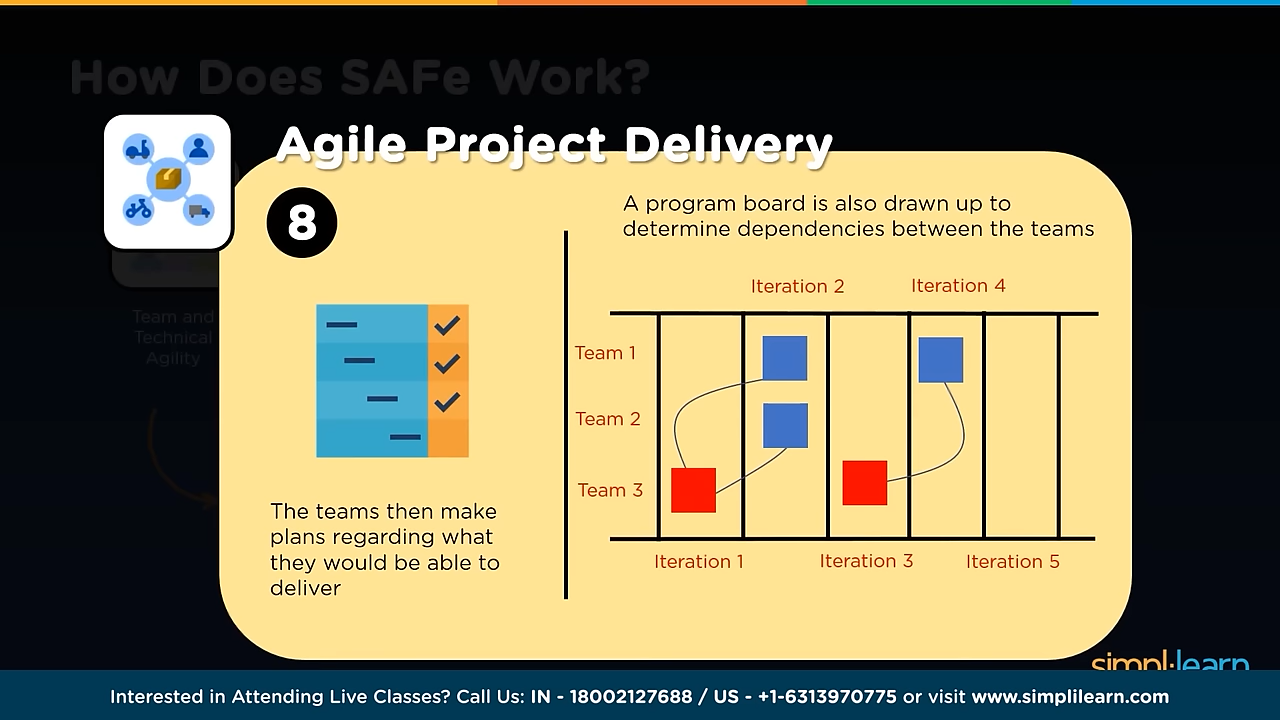 How Does SAFe Work?
Agile Project Delivery
8
Team and
Technical
Agility
The teams then make
plans regarding what
they would be able to
deliver
A program board is also drawn up to
determine dependencies between the teams
Iteration 2
Iteration 4
Team 1
Team 2
Team 3
Iteration 1
Iteration 3
Iteration 5
simplilearn
Interested in Attending Live Classes? Call Us: IN - 18002127688 / US - +1-6313970775 or visit www.simplilearn.com